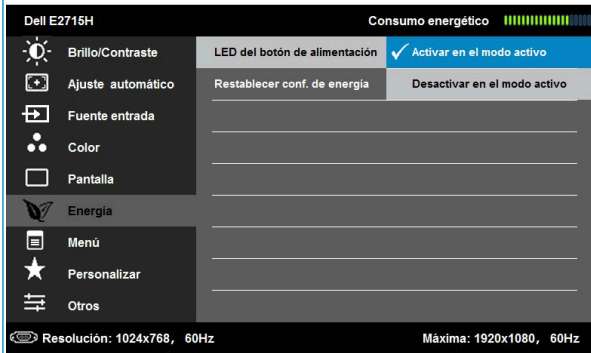 Dell E2715H Consumo energético
Brillo/Contraste LED del botón de alimentación Activar en el modo activo
Ajuste automático Restablecer conf. de energía Desactivar en el modo activo
Fuente entrada
Color
Pantalla
Energía
Menú
Personalizar
Otros
Resolución: 1024x768, 60Hz Máxima: 1920x1080, 60Hz